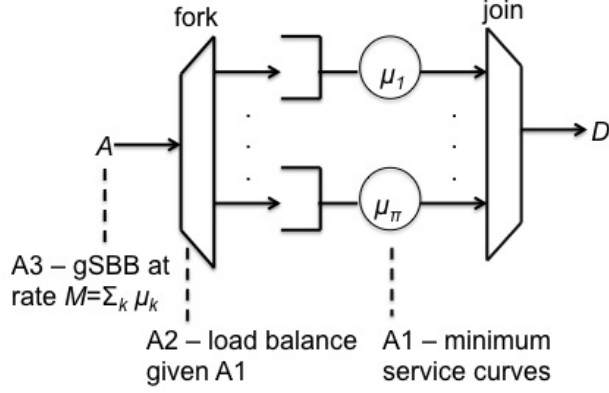 fork
join
μ1
A
D
μπ
A3 – gSBB at
rate M=Σk μk
A2 – load balance
given A1
A1 – minimum
service curves